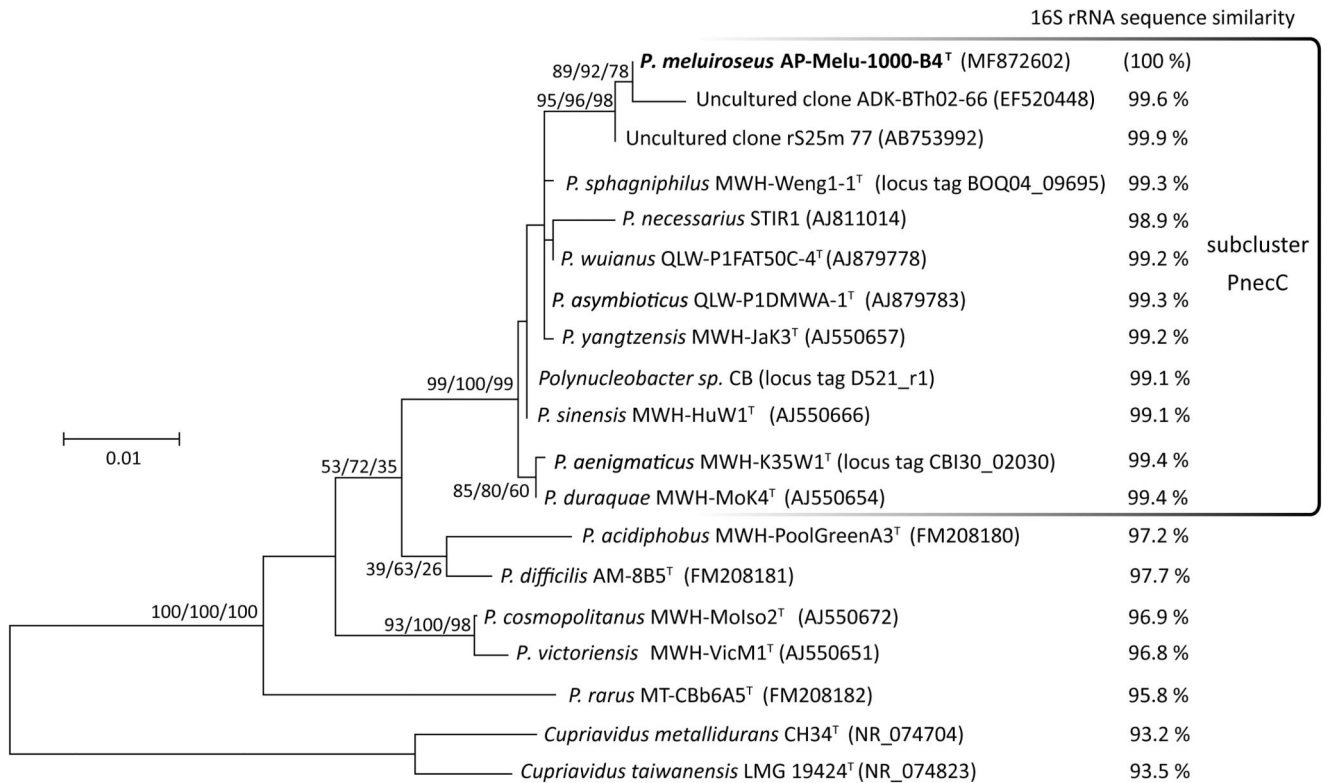 16S rRNA sequence similarity
89/92/78 P. meluiroseus AP-Melu-1000-B4ᵀ (MF872602) (100 %)
95/96/98 Uncultured clone ADK-BTh02-66 (EF520448) 99.6 %
Uncultured clone rS25m 77 (AB753992) 99.9 %
P. sphagniphilus MWH-Weng1-1ᵀ (locus tag BOQ04_09695) 99.3 %
P. necessarius STIR1 (AJ811014) 98.9 %
subcluster
PnecC
P. wuianus QLW-P1FAT50C-4ᵀ (AJ879778) 99.2 %
P. asymbioticus QLW-P1DMWA-1ᵀ (AJ879783) 99.3 %
P. yangtzensis MWH-JaK3ᵀ (AJ550657) 99.2 %
99/100/99 Polynucleobacter sp. CB (locus tag D521_r1) 99.1 %
P. sinensis MWH-HuW1ᵀ (AJ550666) 99.1 %
0.01
53/72/35 P. aenigmaticus MWH-K35W1ᵀ (locus tag CBI30_02030) 99.4 %
85/80/60 P. duraquae MWH-MoK4ᵀ (AJ550654) 99.4 %
P. acidiphobus MWH-PoolGreenA3ᵀ (FM208180) 97.2 %
39/63/26 P. difficilis AM-8B5ᵀ (FM208181) 97.7 %
100/100/100 93/100/98 P. cosmopolitanus MWH-MoIso2ᵀ (AJ550672) 96.9 %
P. victoriensis MWH-VicM1ᵀ (AJ550651) 96.8 %
P. rarus MT-CBb6A5ᵀ (FM208182) 95.8 %
Cupriavidus metallidurans CH34ᵀ (NR_074704) 93.2 %
Cupriavidus taiwanensis LMG 19424ᵀ (NR_074823) 93.5 %